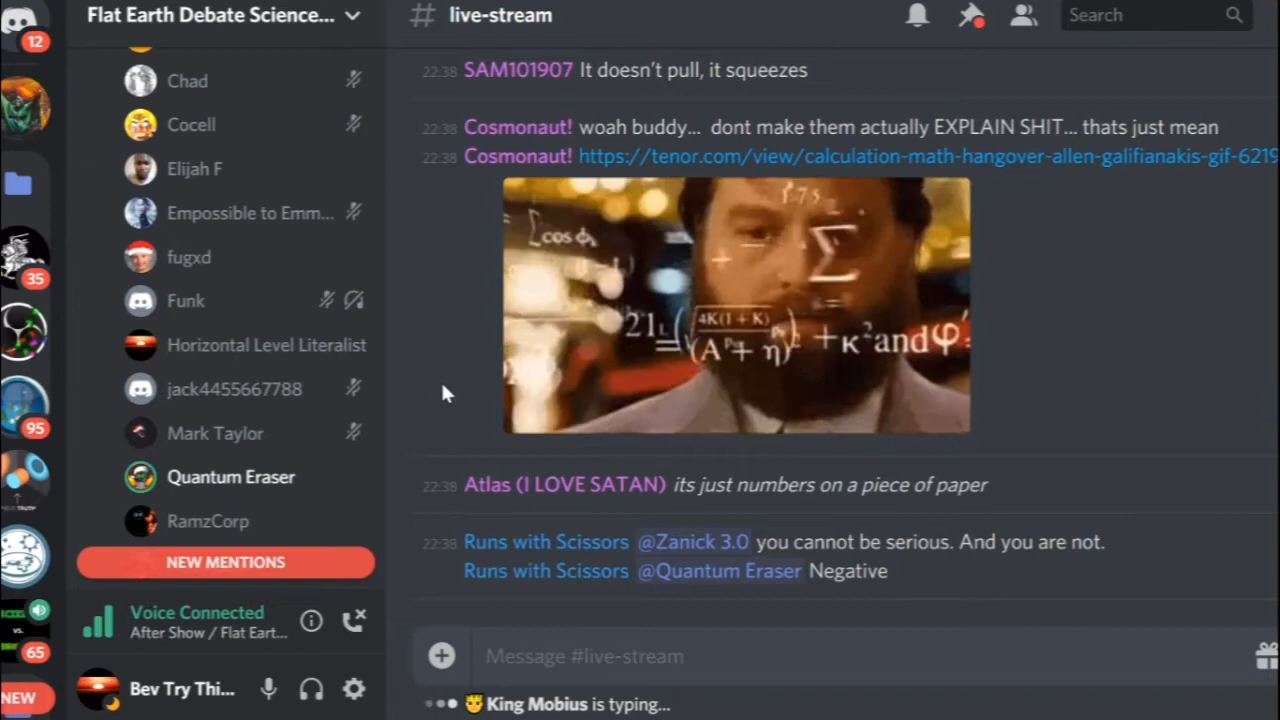 12
35
95
65
NEW
Flat Earth Debate Science...
Chad
Cocell
Elijah F
Empossible to Emm...
fugxd
Funk
Horizontal Level Literalist
jack4455667788
Mark Taylor
Quantum Eraser
RamzCorp
NEW MENTIONS
Voice Connected
After Show / Flat Eart...
Bev Try Thi...
# live-stream
Search
22:38 SAM101907 It doesn't pull, it squeezes
22:38 Cosmonaut! woah buddy... dont make them actually EXPLAIN SHIT... thats just mean
22:38 Cosmonaut! https://tenor.com/view/calculation-math-hangover-allen-galifianakis-gif-6219
22:38 Atlas (I LOVE SATAN) its just numbers on a piece of paper
22:38 Runs with Scissors @Zanick 3.0 you cannot be serious. And you are not.
Runs with Scissors @Quantum Eraser Negative
Message #live-stream
King Mobius is typing...